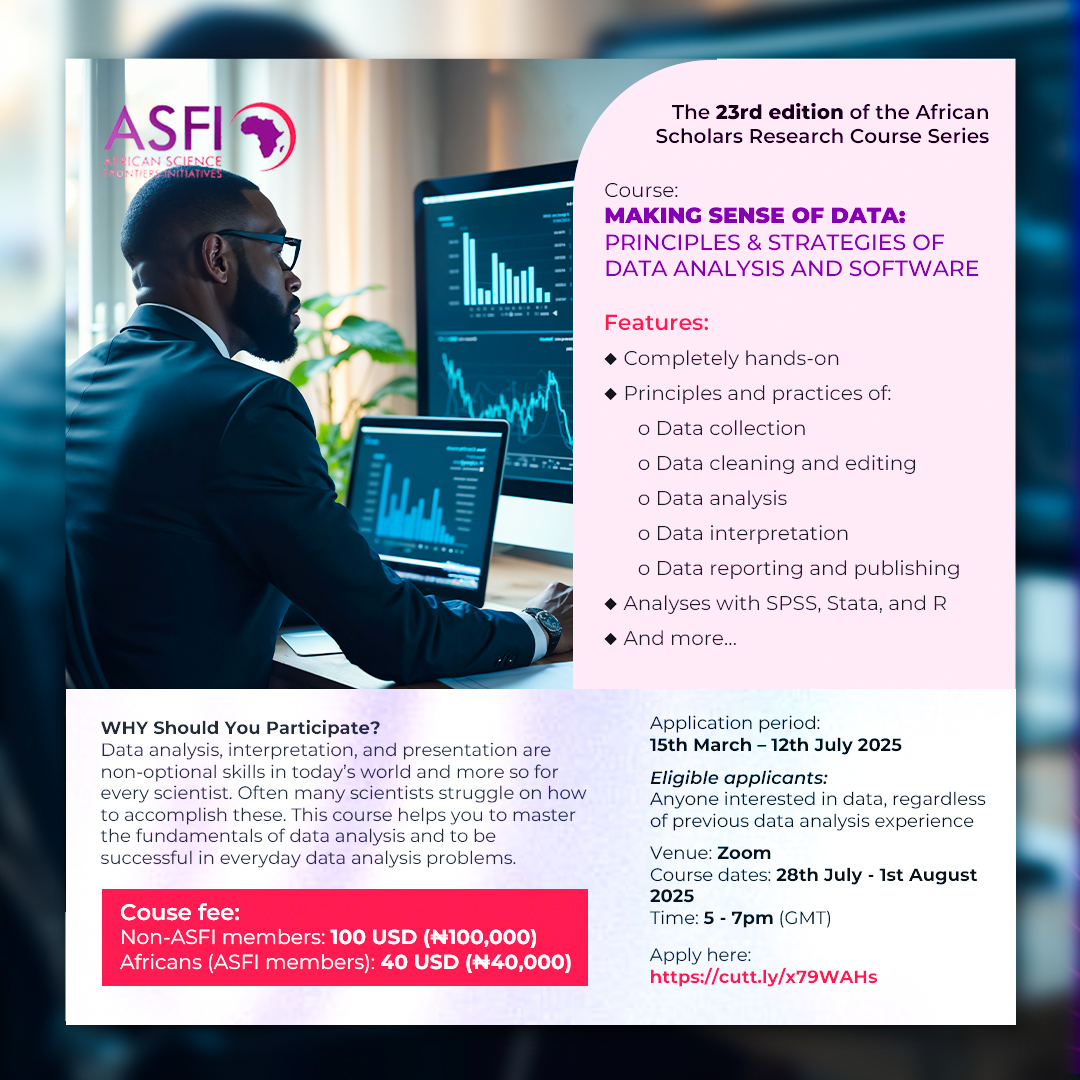 ASFI
AFRICAN SCIENCE
FRONTIERS INITIATIVES
The 23rd edition of the African
Scholars Research Course Series
Course:
MAKING SENSE OF DATA:
PRINCIPLES & STRATEGIES OF
DATA ANALYSIS AND SOFTWARE
Features:
◆ Completely hands-on
◆ Principles and practices of:
o Data collection
o Data cleaning and editing
o Data analysis
o Data interpretation
o Data reporting and publishing
◆ Analyses with SPSS, Stata, and R
◆ And more...
WHY Should You Participate?
Data analysis, interpretation, and presentation are
non-optional skills in today's world and more so for
every scientist. Often many scientists struggle on how
to accomplish these. This course helps you to master
the fundamentals of data analysis and to be
successful in everyday data analysis problems.
Couse fee:
Non-ASFI members: 100 USD (₦100,000)
Africans (ASFI members): 40 USD (₦40,000)
Application period:
15th March – 12th July 2025
Eligible applicants:
Anyone interested in data, regardless
of previous data analysis experience
Venue: Zoom
Course dates: 28th July - 1st August
2025
Time: 5 - 7pm (GMT)
Apply here:
https://cutt.ly/x79WAHs